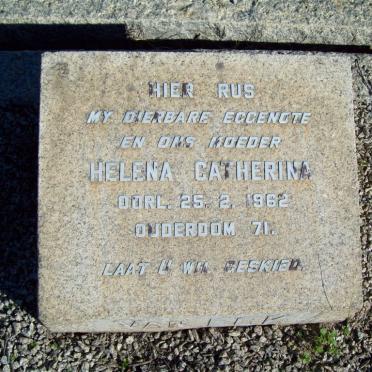 HIER RUS
MY DIERBARE EGGENOTE
EN ONS MOEDER
HELENA CATHERINA
OORL. 25. 2. 1962
OUDERDOM 71.
LAAT U WIL GESKIED.